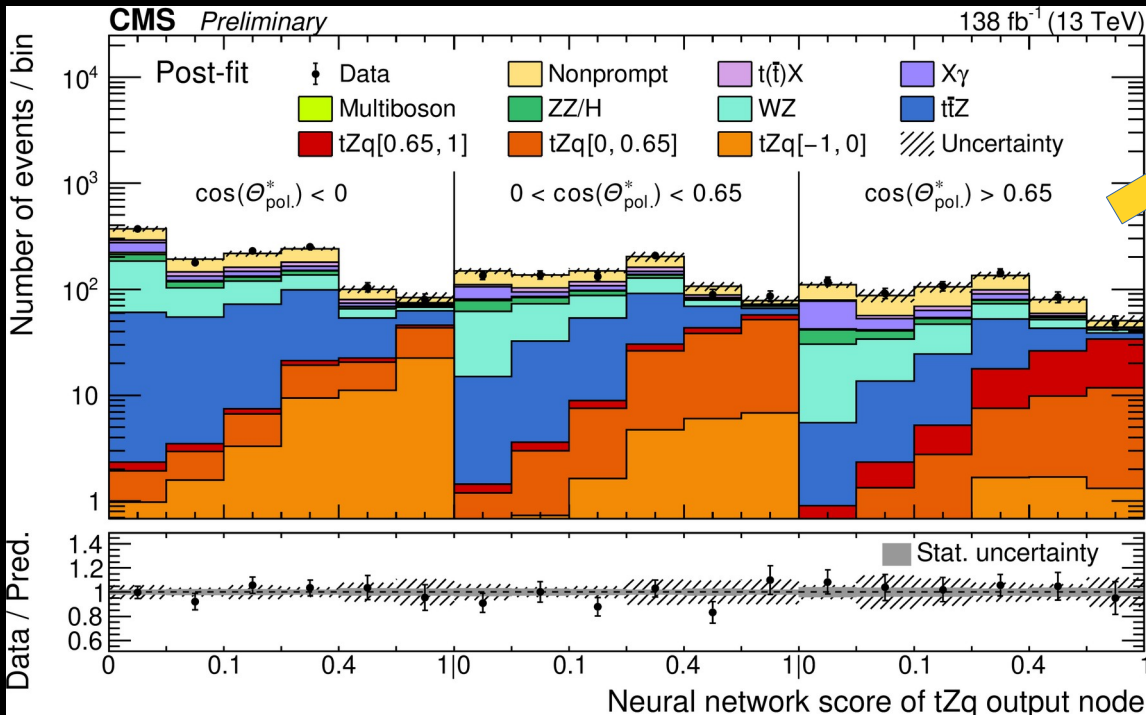 CMS Preliminary 138 fb⁻¹ (13 TeV)
Number of events / bin
10⁴
10³
10²
10
1
Post-fit Data Nonprompt t(t̄)X Xγ
Multiboson ZZ/H WZ tt̄Z
tZq[0.65, 1] tZq[0, 0.65] tZq[−1, 0] Uncertainty
cos(Θ*pol.) < 0 0 < cos(Θ*pol.) < 0.65 cos(Θ*pol.) > 0.65
Data / Pred.
1.4
1.2
1
0.8
0.6
Stat. uncertainty
0 0.1 0.4 1|0 0.1 0.4 1|0 0.1 0.4 1
Neural network score of tZq output node